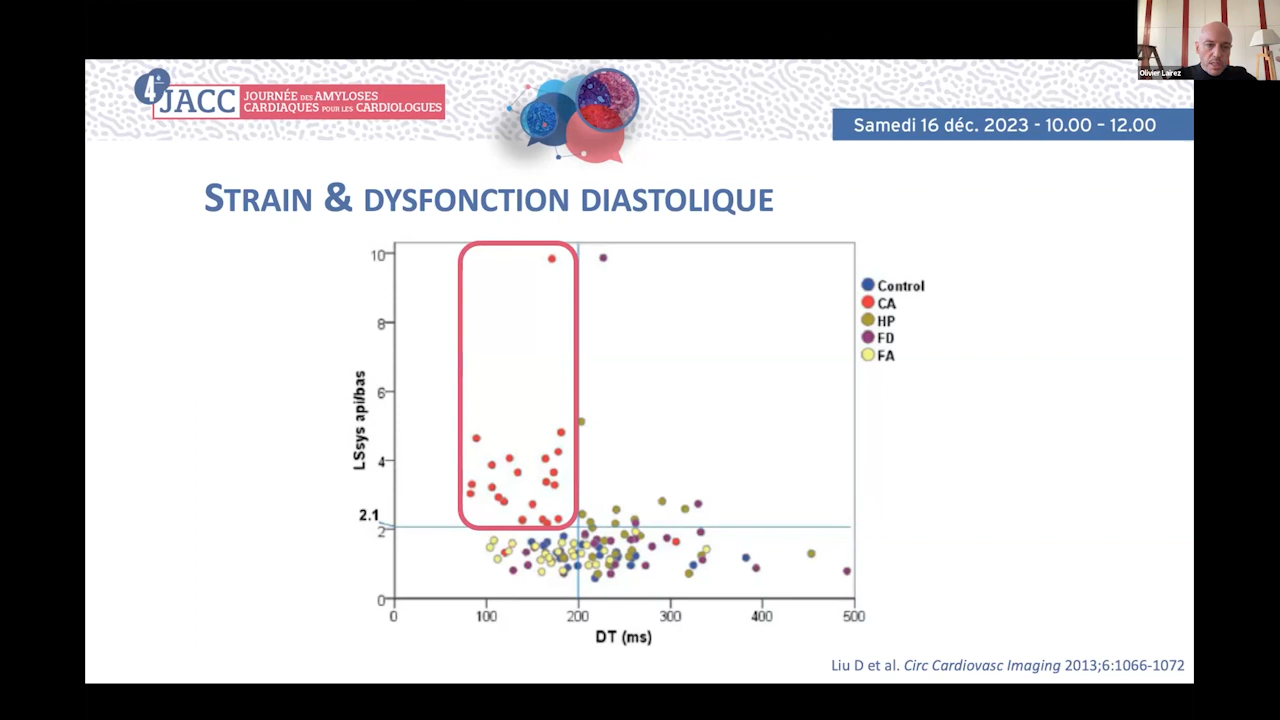 4e
JACC
JOURNÉE DES AMYLOSES
CARDIAQUES POUR LES CARDIOLOGUES
Samedi 16 déc. 2023 - 10.00 – 12.00
Olivier Lairez
STRAIN & DYSFONCTION DIASTOLIQUE
10
8
6
4
2.1
2
0
LSsys api/bas
0 100 200 300 400 500
DT (ms)
Control
CA
HP
FD
FA
Liu D et al. Circ Cardiovasc Imaging 2013;6:1066-1072